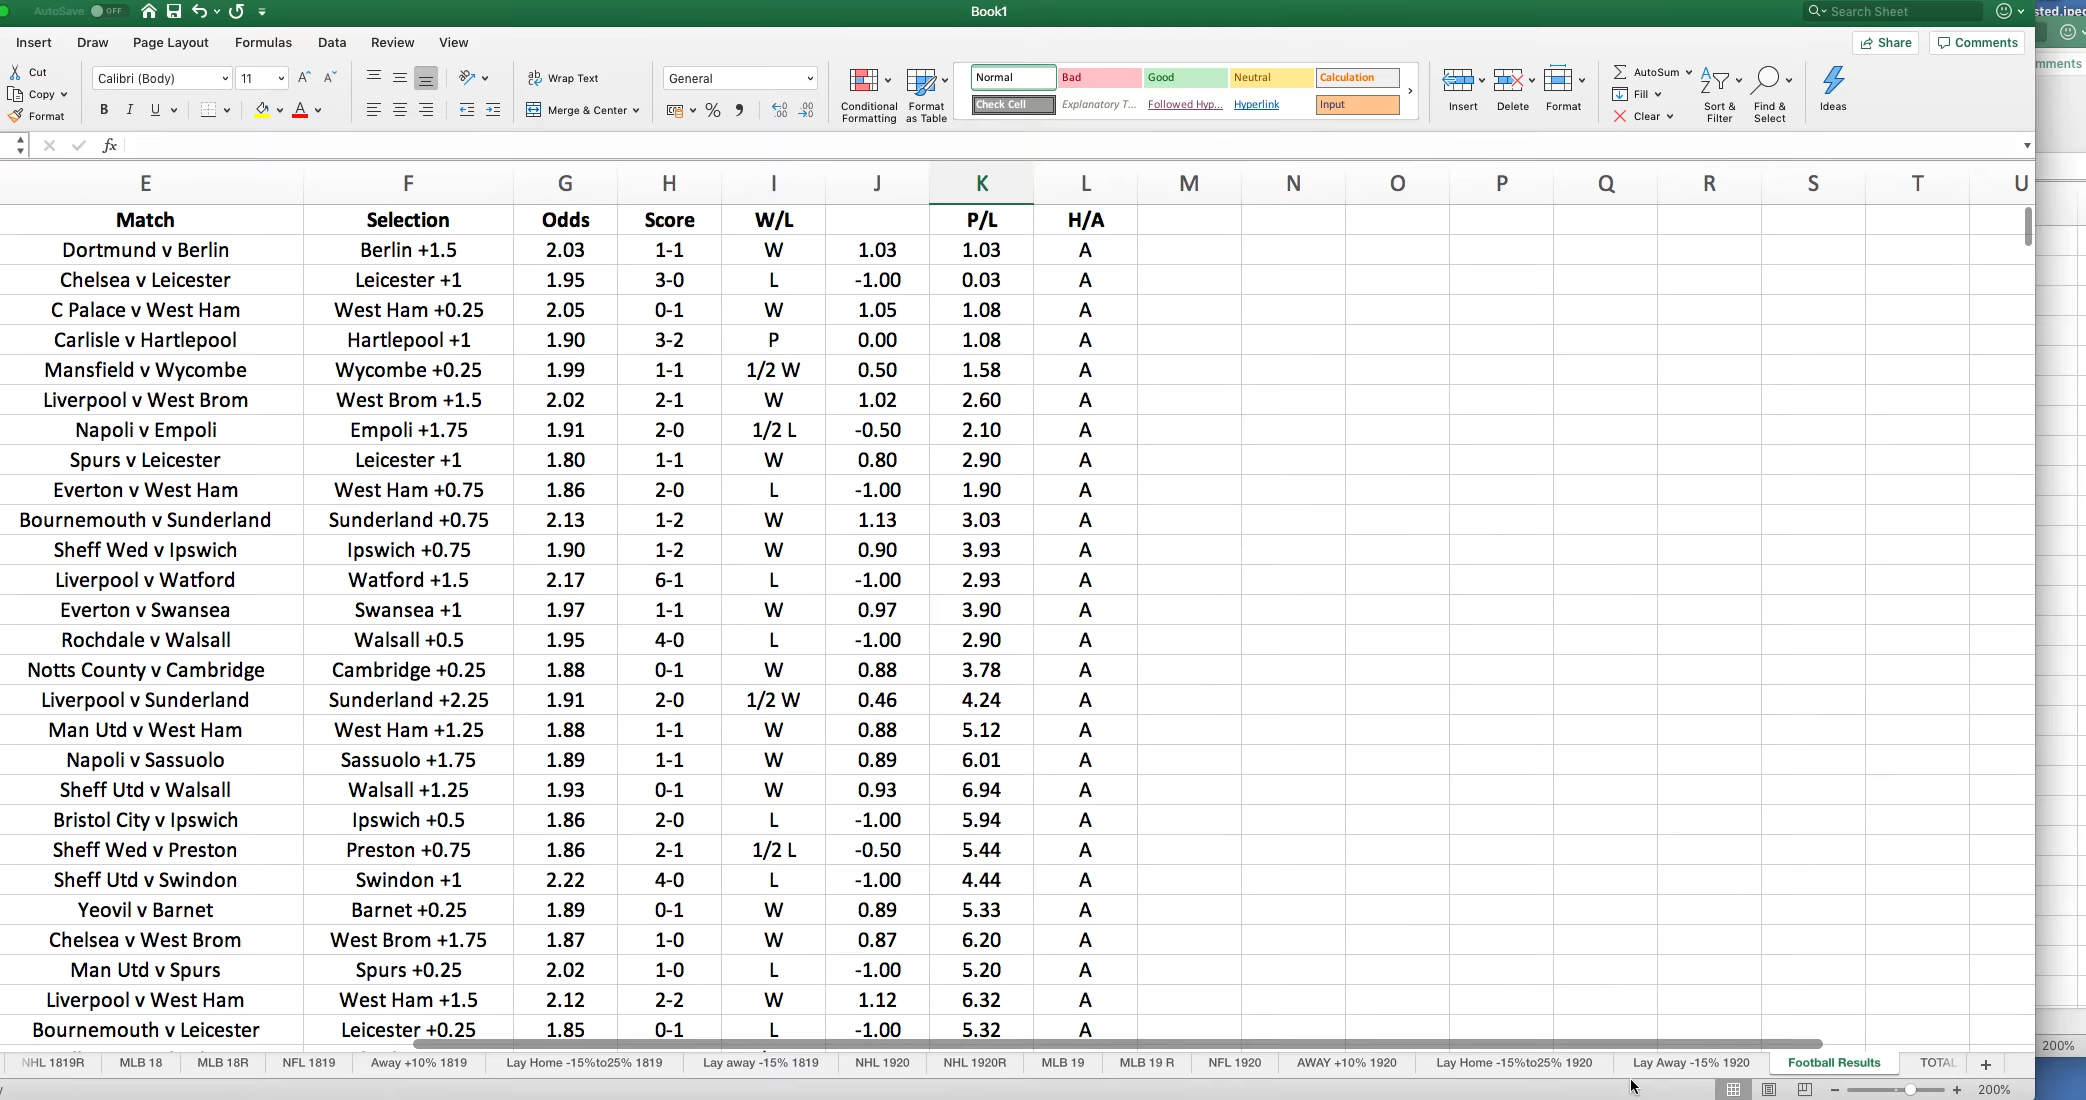 AutoSave OFF Book1 Search Sheet sted.jpeg
Insert Draw Page Layout Formulas Data Review View Share Comments mments
Cut Calibri (Body) 11 Wrap Text General Normal Bad Good Neutral Calculation AutoSum
Copy Fill
Format B I U Merge & Center % Conditional Formatting Format as Table Check Cell Explanatory T... Followed Hyp... Hyperlink Input Insert Delete Format Clear Sort & Filter Find & Select Ideas
fx
E F G H I J K L M N O P Q R S T U
Match Selection Odds Score W/L P/L H/A
Dortmund v Berlin Berlin +1.5 2.03 1-1 W 1.03 1.03 A
Chelsea v Leicester Leicester +1 1.95 3-0 L -1.00 0.03 A
C Palace v West Ham West Ham +0.25 2.05 0-1 W 1.05 1.08 A
Carlisle v Hartlepool Hartlepool +1 1.90 3-2 P 0.00 1.08 A
Mansfield v Wycombe Wycombe +0.25 1.99 1-1 1/2 W 0.50 1.58 A
Liverpool v West Brom West Brom +1.5 2.02 2-1 W 1.02 2.60 A
Napoli v Empoli Empoli +1.75 1.91 2-0 1/2 L -0.50 2.10 A
Spurs v Leicester Leicester +1 1.80 1-1 W 0.80 2.90 A
Everton v West Ham West Ham +0.75 1.86 2-0 L -1.00 1.90 A
Bournemouth v Sunderland Sunderland +0.75 2.13 1-2 W 1.13 3.03 A
Sheff Wed v Ipswich Ipswich +0.75 1.90 1-2 W 0.90 3.93 A
Liverpool v Watford Watford +1.5 2.17 6-1 L -1.00 2.93 A
Everton v Swansea Swansea +1 1.97 1-1 W 0.97 3.90 A
Rochdale v Walsall Walsall +0.5 1.95 4-0 L -1.00 2.90 A
Notts County v Cambridge Cambridge +0.25 1.88 0-1 W 0.88 3.78 A
Liverpool v Sunderland Sunderland +2.25 1.91 2-0 1/2 W 0.46 4.24 A
Man Utd v West Ham West Ham +1.25 1.88 1-1 W 0.88 5.12 A
Napoli v Sassuolo Sassuolo +1.75 1.89 1-1 W 0.89 6.01 A
Sheff Utd v Walsall Walsall +1.25 1.93 0-1 W 0.93 6.94 A
Bristol City v Ipswich Ipswich +0.5 1.86 2-0 L -1.00 5.94 A
Sheff Wed v Preston Preston +0.75 1.86 2-1 1/2 L -0.50 5.44 A
Sheff Utd v Swindon Swindon +1 2.22 4-0 L -1.00 4.44 A
Yeovil v Barnet Barnet +0.25 1.89 0-1 W 0.89 5.33 A
Chelsea v West Brom West Brom +1.75 1.87 1-0 W 0.87 6.20 A
Man Utd v Spurs Spurs +0.25 2.02 1-0 L -1.00 5.20 A
Liverpool v West Ham West Ham +1.5 2.12 2-2 W 1.12 6.32 A
Bournemouth v Leicester Leicester +0.25 1.85 0-1 L -1.00 5.32 A
NHL 1819R MLB 18 MLB 18R NFL 1819 Away +10% 1819 Lay Home -15%to25% 1819 Lay away -15% 1819 NHL 1920 NHL 1920R MLB 19 MLB 19 R NFL 1920 AWAY +10% 1920 Lay Home -15%to25% 1920 Lay Away -15% 1920 Football Results TOTAL
200%
200%